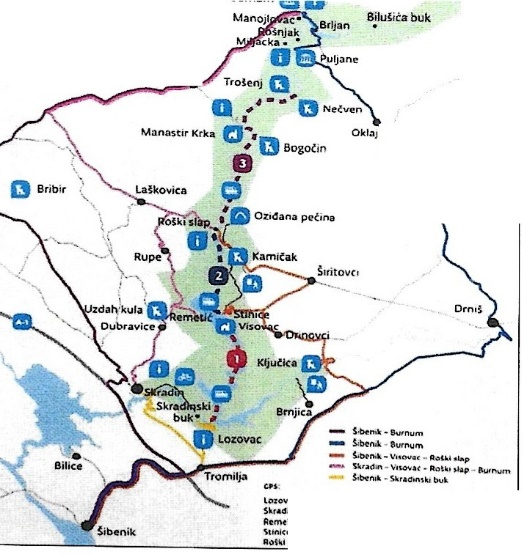 Manojlovac
Brljan
Bilušića buk
Rošnjak
Miljacka
Puljane
Trošenj
Nečven
Oklaj
Manastir Krka
Bogočin
3
Bribir
Laškovica
Oziđana pećina
Roški slap
Rupe
Kamičak
2
Širitovci
Uzdah kula
Remetić
Stinice
Drniš
Dubravice
Visovac
Drinovci
A-1
1
Ključica
Skradin
Skradinski
buk
Brnjica
Lozovac
Bilice
Tromilja
Šibenik
Šibenik - Burnum
Šibenik - Burnum
Šibenik - Visovac - Roški slap
Skradin - Visovac - Roški slap - Burnum
Šibenik - Skradinski buk
GPS:
Lozov
Skradi
Reme
Stinic
Roški